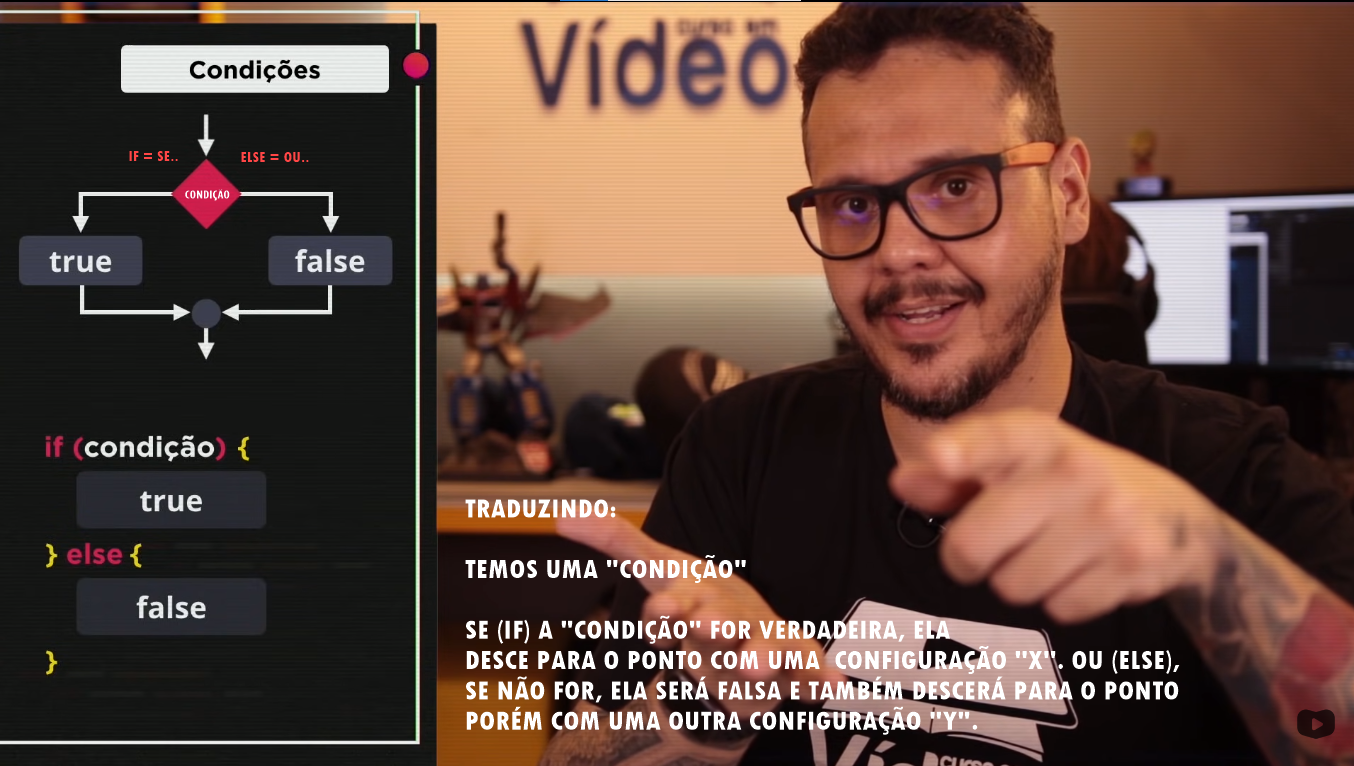 curso em
Vídeo
Condições
IF = SE..
ELSE = OU..
CONDIÇÃO
true
false
if (condição) {
true
} else {
false
}
TRADUZINDO:
TEMOS UMA "CONDIÇÃO"
SE (IF) A "CONDIÇÃO" FOR VERDADEIRA, ELA
DESCE PARA O PONTO COM UMA CONFIGURAÇÃO "X". OU (ELSE),
SE NÃO FOR, ELA SERÁ FALSA E TAMBÉM DESCERÁ PARA O PONTO
PORÉM COM UMA OUTRA CONFIGURAÇÃO "Y".